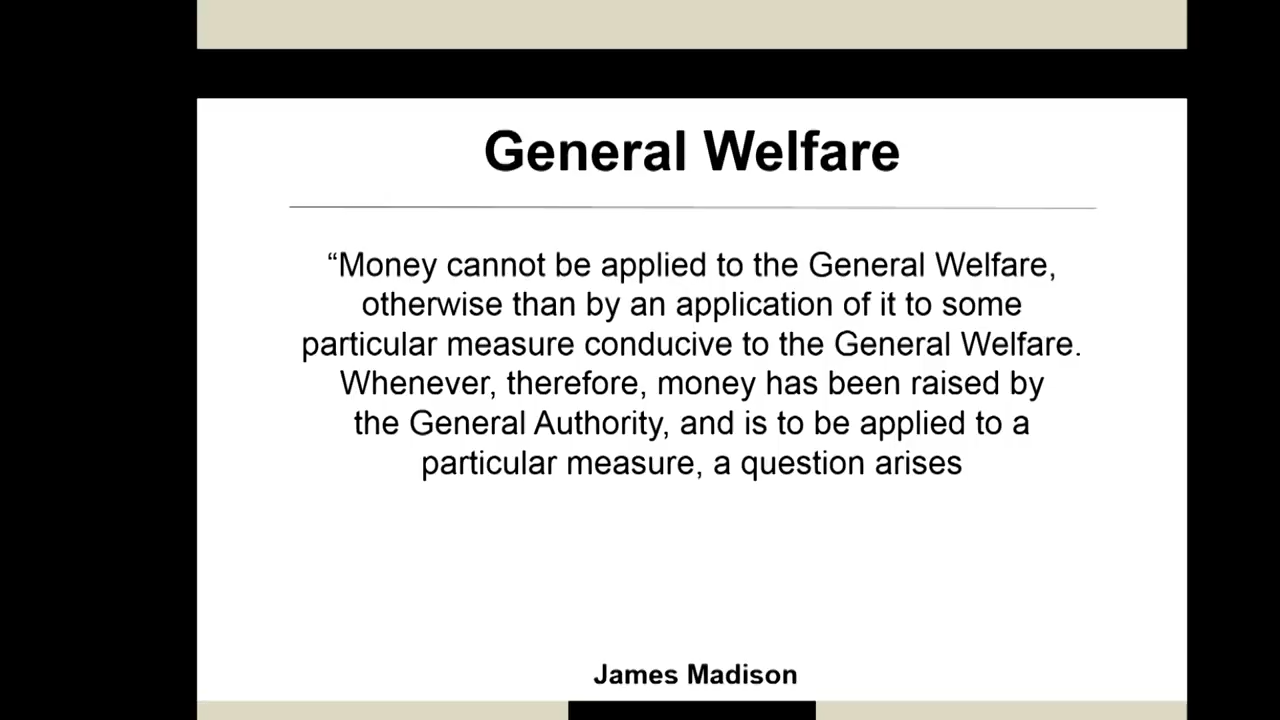 General Welfare
“Money cannot be applied to the General Welfare,
otherwise than by an application of it to some
particular measure conducive to the General Welfare.
Whenever, therefore, money has been raised by
the General Authority, and is to be applied to a
particular measure, a question arises
James Madison